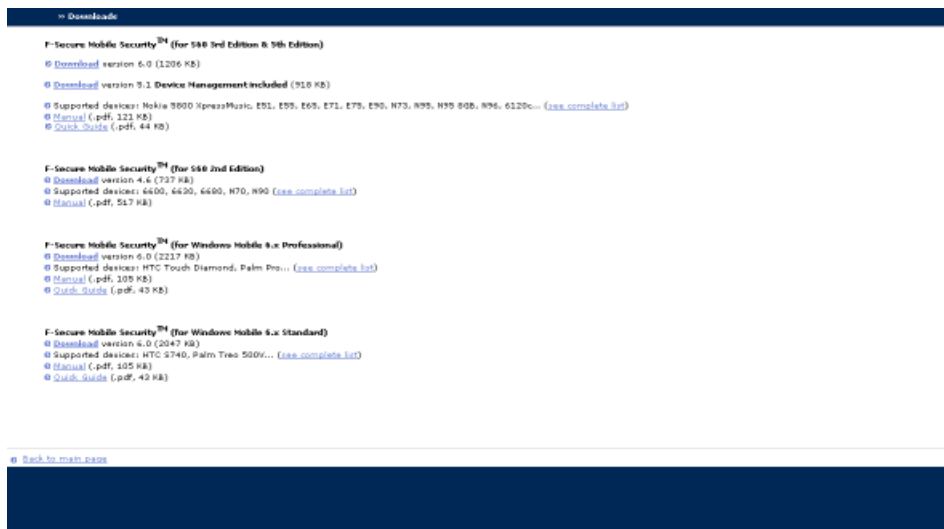 » Downloads
F-Secure Mobile Security™ (for S60 3rd Edition & 5th Edition)
Download version 6.0 (1206 KB)
Download version 5.1 Device Management included (918 KB)
Supported devices: Nokia 5800 XpressMusic, E51, E55, E65, E71, E75, E90, N73, N95, N95 8GB, N96, 6120c... (see complete list)
Manual (.pdf, 121 KB)
Quick Guide (.pdf, 44 KB)
F-Secure Mobile Security™ (for S60 2nd Edition)
Download version 4.6 (737 KB)
Supported devices: 6600, 6630, 6680, N70, N90 (see complete list)
Manual (.pdf, 517 KB)
F-Secure Mobile Security™ (for Windows Mobile 6.x Professional)
Download version 6.0 (2217 KB)
Supported devices: HTC Touch Diamond, Palm Pro... (see complete list)
Manual (.pdf, 105 KB)
Quick Guide (.pdf, 43 KB)
F-Secure Mobile Security™ (for Windows Mobile 6.x Standard)
Download version 6.0 (2047 KB)
Supported devices: HTC S740, Palm Treo 500V... (see complete list)
Manual (.pdf, 105 KB)
Quick Guide (.pdf, 43 KB)
Back to main page